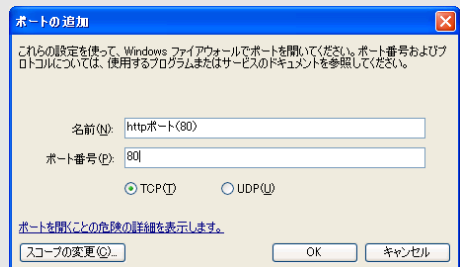 ポートの追加
これらの設定を使って、Windows ファイアウォールでポートを開いてください。ポート番号およびプ
ロトコルについては、使用するプログラムまたはサービスのドキュメントを参照してください。
名前(N): httpポート(80)
ポート番号(P): 80
TCP(T) UDP(U)
ポートを開くことの危険の詳細を表示します。
スコープの変更(C)... OK キャンセル